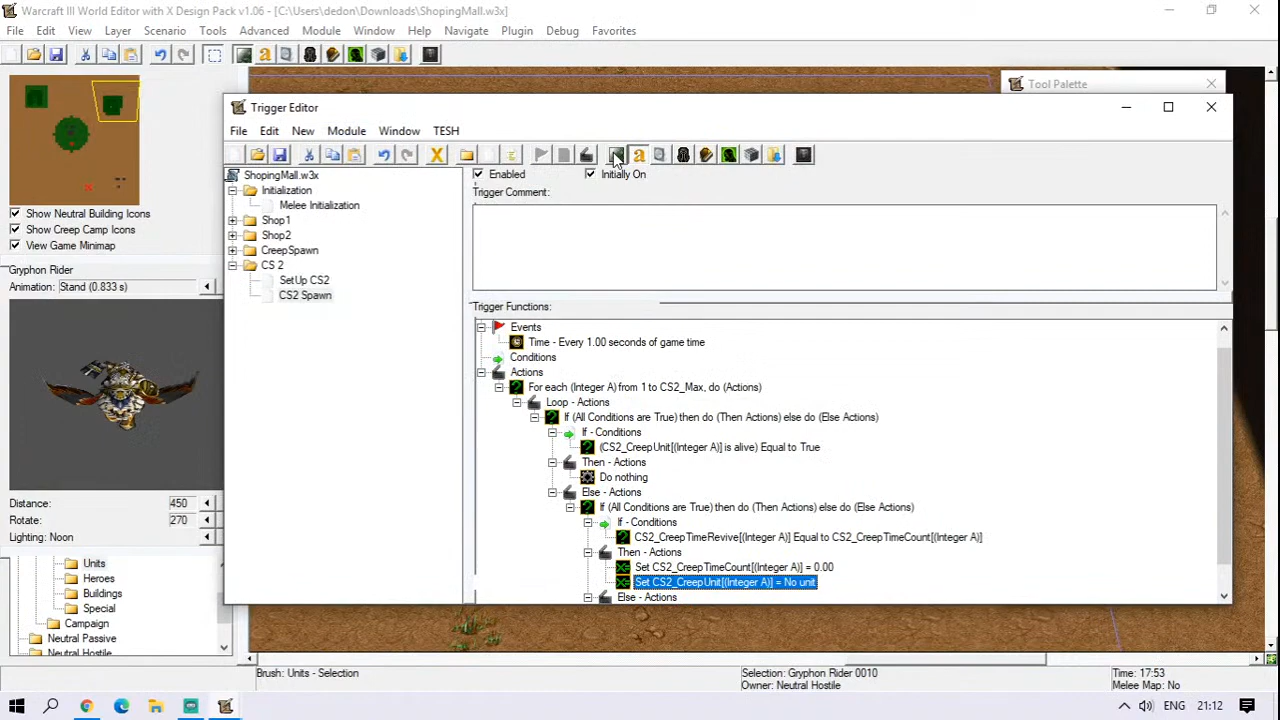 Warcraft III World Editor with X Design Pack v1.06 - [C:\Users\dedon\Downloads\ShopingMall.w3x]
File Edit View Scenario Tools Advanced Module Window Help Nevasky Plugin Debug Favorites
Tool Palette
Trigger Editor
File Edit New Module Window TESH
ShopingMall.w3x
Initialization
Melee Initialization
Shop1
Shop2
CreepSpawn
CS 2
SetUp CS2
CS2 Spawn
Enabled
Initially On
Trigger Comment:
Trigger Functions:
Events
Time - Every 1.00 seconds of game time
Conditions
Actions
For each (Integer A) from 1 to CS2_Max, do (Actions)
Loop - Actions
If (All Conditions are True) then do (Then Actions) else do (Else Actions)
If - Conditions
(CS2_CreepUnit[(Integer A)] is alive) Equal to True
Then - Actions
Do nothing
Else - Actions
If (All Conditions are True) then do (Then Actions) else do (Else Actions)
If - Conditions
CS2_CreepTimeRevive[(Integer A)] Equal to CS2_CreepTimeCount[(Integer A)]
Then - Actions
Set CS2_CreepTimeCount[(Integer A)] = 0.00
Set CS2_CreepUnit[(Integer A)] = No unit
Else - Actions
Show Neutral Building Icons
Show Creep Camp Icons
View Game Minimap
Gryphon Rider
Animation: Stand (0.833 s)
Distance: 450
Rotate: 270
Lighting: Noon
Units
Heroes
Buildings
Special
Campaign
Neutral Passive
Neutral Hostile
Brush: Units - Selection
Selection: Gryphon Rider 0010
Owner: Neutral Hostile
Time: 17:53
Melee Map: No
ENG 21:12